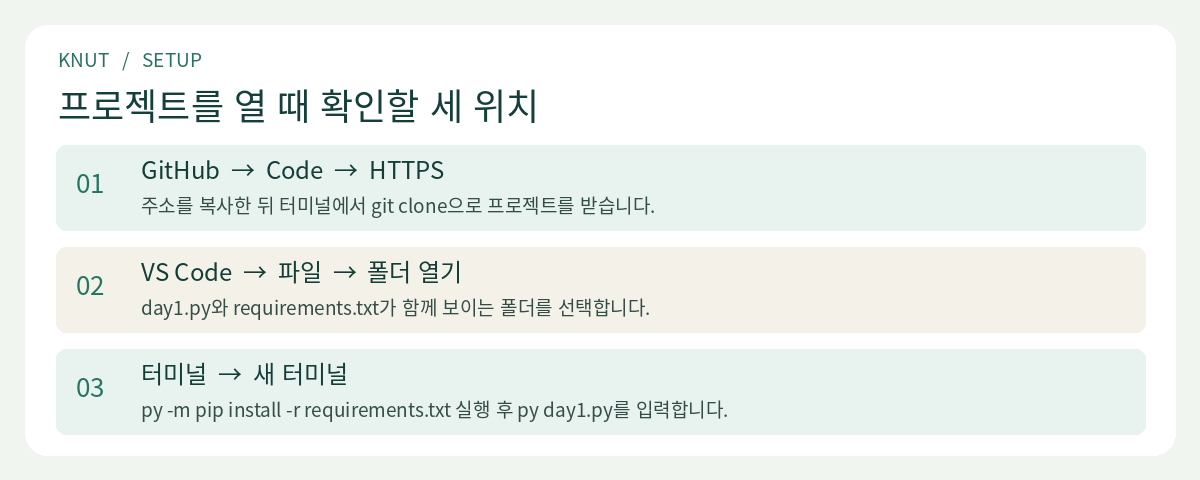 KNUT / SETUP
프로젝트를 열 때 확인할 세 위치
01
GitHub → Code → HTTPS
주소를 복사한 뒤 터미널에서 git clone으로 프로젝트를 받습니다.
02
VS Code → 파일 → 폴더 열기
day1.py와 requirements.txt가 함께 보이는 폴더를 선택합니다.
03
터미널 → 새 터미널
py -m pip install -r requirements.txt 실행 후 py day1.py를 입력합니다.